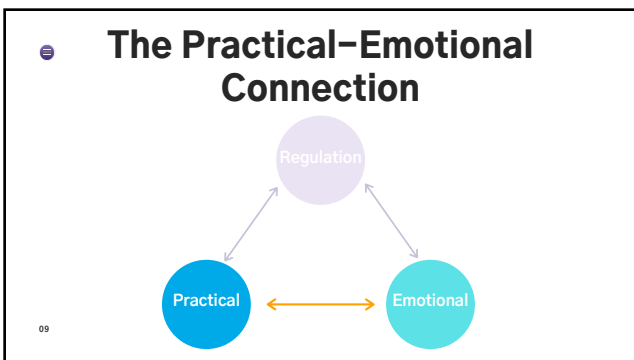 The Practical–Emotional
Connection
Regulation
Practical
Emotional
09